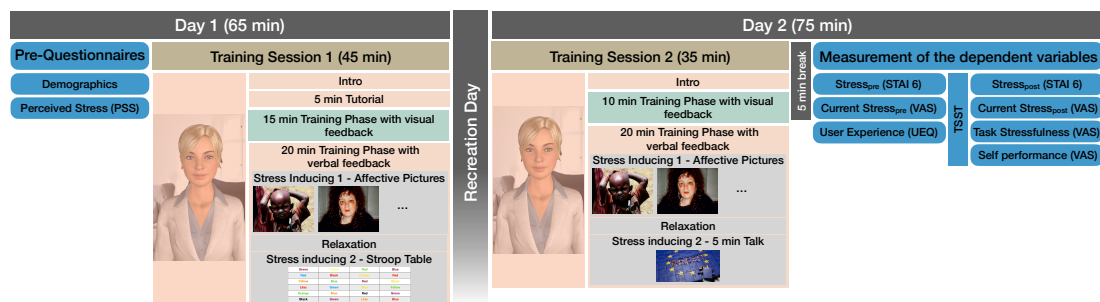 Day 1 (65 min)
Day 2 (75 min)
Pre-Questionnaires
Demographics
Perceived Stress (PSS)
Training Session 1 (45 min)
Intro
5 min Tutorial
15 min Training Phase with visual
feedback
20 min Training Phase with
verbal feedback
Stress Inducing 1 - Affective Pictures
...
Relaxation
Stress inducing 2 - Stroop Table
Recreation Day
Training Session 2 (35 min)
Intro
10 min Training Phase with visual
feedback
20 min Training Phase with
verbal feedback
Stress Inducing 1 - Affective Pictures
...
Relaxation
Stress inducing 2 - 5 min Talk
5 min break
Measurement of the dependent variables
Stresspre (STAI 6)
Current Stresspre (VAS)
User Experience (UEQ)
TSST
Stresspost (STAI 6)
Current Stresspost (VAS)
Task Stressfulness (VAS)
Self performance (VAS)